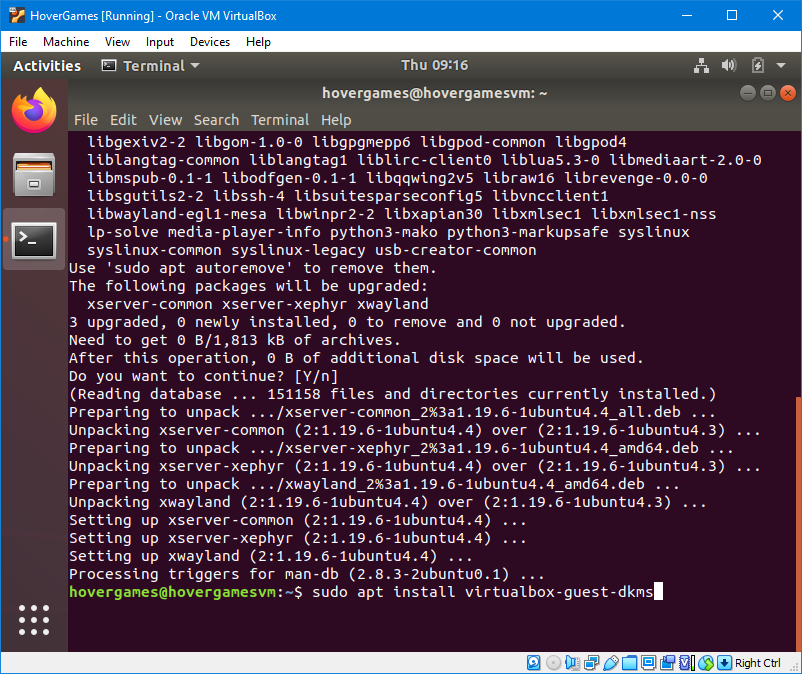 HoverGames [Running] - Oracle VM VirtualBox
File Machine View Input Devices Help
Activities Terminal Thu 09:16
hovergames@hovergamesvm: ~
File Edit View Search Terminal Help
libgexiv2-2 libgom-1.0-0 libgpgmepp6 libgpod-common libgpod4
liblangtag-common liblangtag1 liblirc-client0 liblua5.3-0 libmediaart-2.0-0
libmspub-0.1-1 libodfgen-0.1-1 libqqwing2v5 libraw16 librevenge-0.0-0
libsgutils2-2 libssh-4 libsuitesparseconfig5 libvncclient1
libwayland-egl1-mesa libwinpr2-2 libxapian30 libxmlsec1 libxmlsec1-nss
lp-solve media-player-info python3-mako python3-markupsafe syslinux
syslinux-common syslinux-legacy usb-creator-common
Use 'sudo apt autoremove' to remove them.
The following packages will be upgraded:
xserver-common xserver-xephyr xwayland
3 upgraded, 0 newly installed, 0 to remove and 0 not upgraded.
Need to get 0 B/1,813 kB of archives.
After this operation, 0 B of additional disk space will be used.
Do you want to continue? [Y/n]
(Reading database ... 151158 files and directories currently installed.)
Preparing to unpack .../xserver-common_2%3a1.19.6-1ubuntu4.4_all.deb ...
Unpacking xserver-common (2:1.19.6-1ubuntu4.4) over (2:1.19.6-1ubuntu4.3) ...
Preparing to unpack .../xserver-xephyr_2%3a1.19.6-1ubuntu4.4_amd64.deb ...
Unpacking xserver-xephyr (2:1.19.6-1ubuntu4.4) over (2:1.19.6-1ubuntu4.3) ...
Preparing to unpack .../xwayland_2%3a1.19.6-1ubuntu4.4_amd64.deb ...
Unpacking xwayland (2:1.19.6-1ubuntu4.4) over (2:1.19.6-1ubuntu4.3) ...
Setting up xserver-common (2:1.19.6-1ubuntu4.4) ...
Setting up xserver-xephyr (2:1.19.6-1ubuntu4.4) ...
Setting up xwayland (2:1.19.6-1ubuntu4.4) ...
Processing triggers for man-db (2.8.3-2ubuntu0.1) ...
hovergames@hovergamesvm:~$ sudo apt install virtualbox-guest-dkms
Right Ctrl